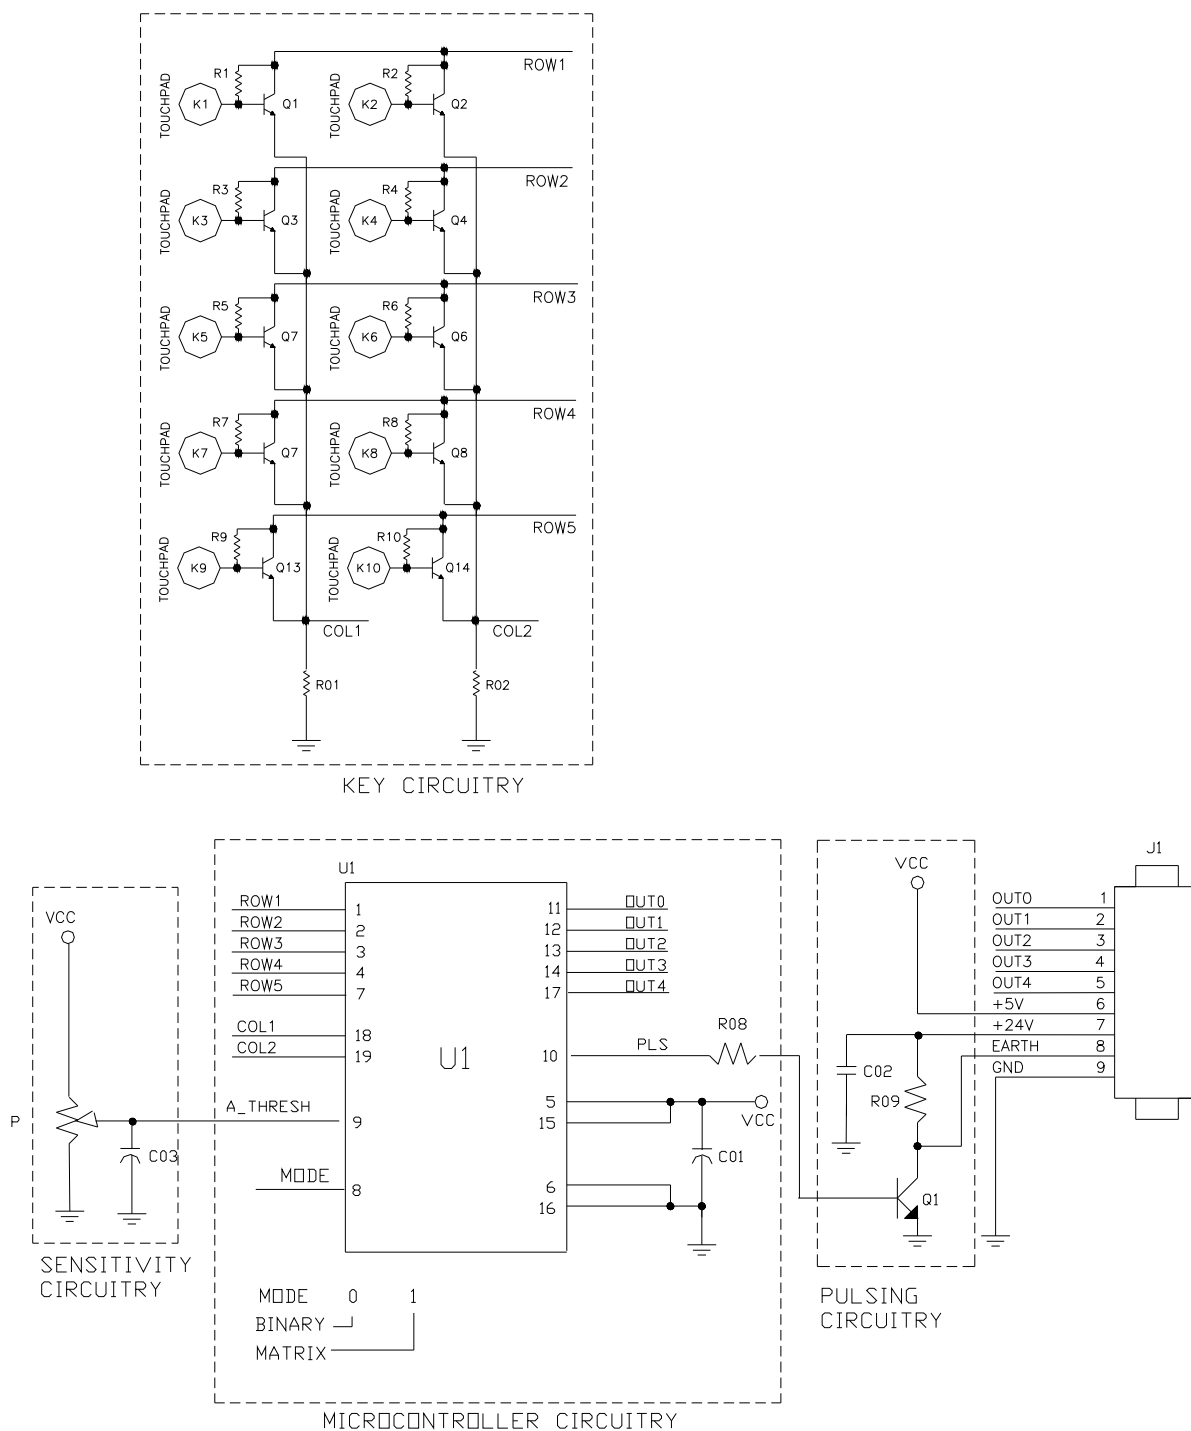 ROW1
TOUCHPAD
R1
K1
Q1
TOUCHPAD
R2
K2
Q2
ROW2
TOUCHPAD
R3
K3
Q3
TOUCHPAD
R4
K4
Q4
ROW3
TOUCHPAD
R5
K5
Q7
TOUCHPAD
R6
K6
Q6
ROW4
TOUCHPAD
R7
K7
Q7
TOUCHPAD
R8
K8
Q8
ROW5
TOUCHPAD
R9
K9
Q13
TOUCHPAD
R10
K10
Q14
COL1
COL2
R01
R02
KEY CIRCUITRY
VCC
P
C03
SENSITIVITY
CIRCUITRY
U1
ROW1 1
ROW2 2
ROW3 3
ROW4 4
ROW5 7
COL1 18
COL2 19
A_THRESH 9
MODE 8
U1
11 OUT0
12 OUT1
13 OUT2
14 OUT3
17 OUT4
10 PLS R08
5
15
VCC
C01
6
16
MODE 0 1
BINARY
MATRIX
MICROCONTROLLER CIRCUITRY
VCC
C02
R09
Q1
PULSING
CIRCUITRY
J1
OUT0 1
OUT1 2
OUT2 3
OUT3 4
OUT4 5
+5V 6
+24V 7
EARTH 8
GND 9